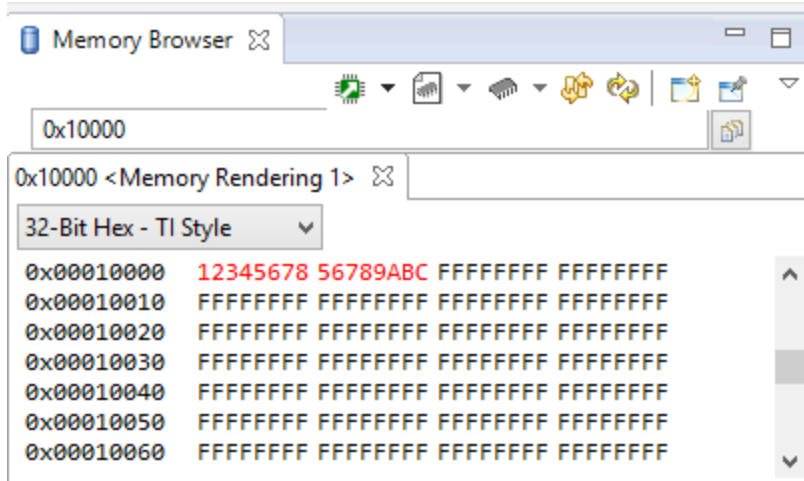 Memory Browser
0x10000
0x10000 <Memory Rendering 1>
32-Bit Hex - TI Style
0x00010000 12345678 56789ABC FFFFFFFF FFFFFFFF
0x00010010 FFFFFFFF FFFFFFFF FFFFFFFF FFFFFFFF
0x00010020 FFFFFFFF FFFFFFFF FFFFFFFF FFFFFFFF
0x00010030 FFFFFFFF FFFFFFFF FFFFFFFF FFFFFFFF
0x00010040 FFFFFFFF FFFFFFFF FFFFFFFF FFFFFFFF
0x00010050 FFFFFFFF FFFFFFFF FFFFFFFF FFFFFFFF
0x00010060 FFFFFFFF FFFFFFFF FFFFFFFF FFFFFFFF